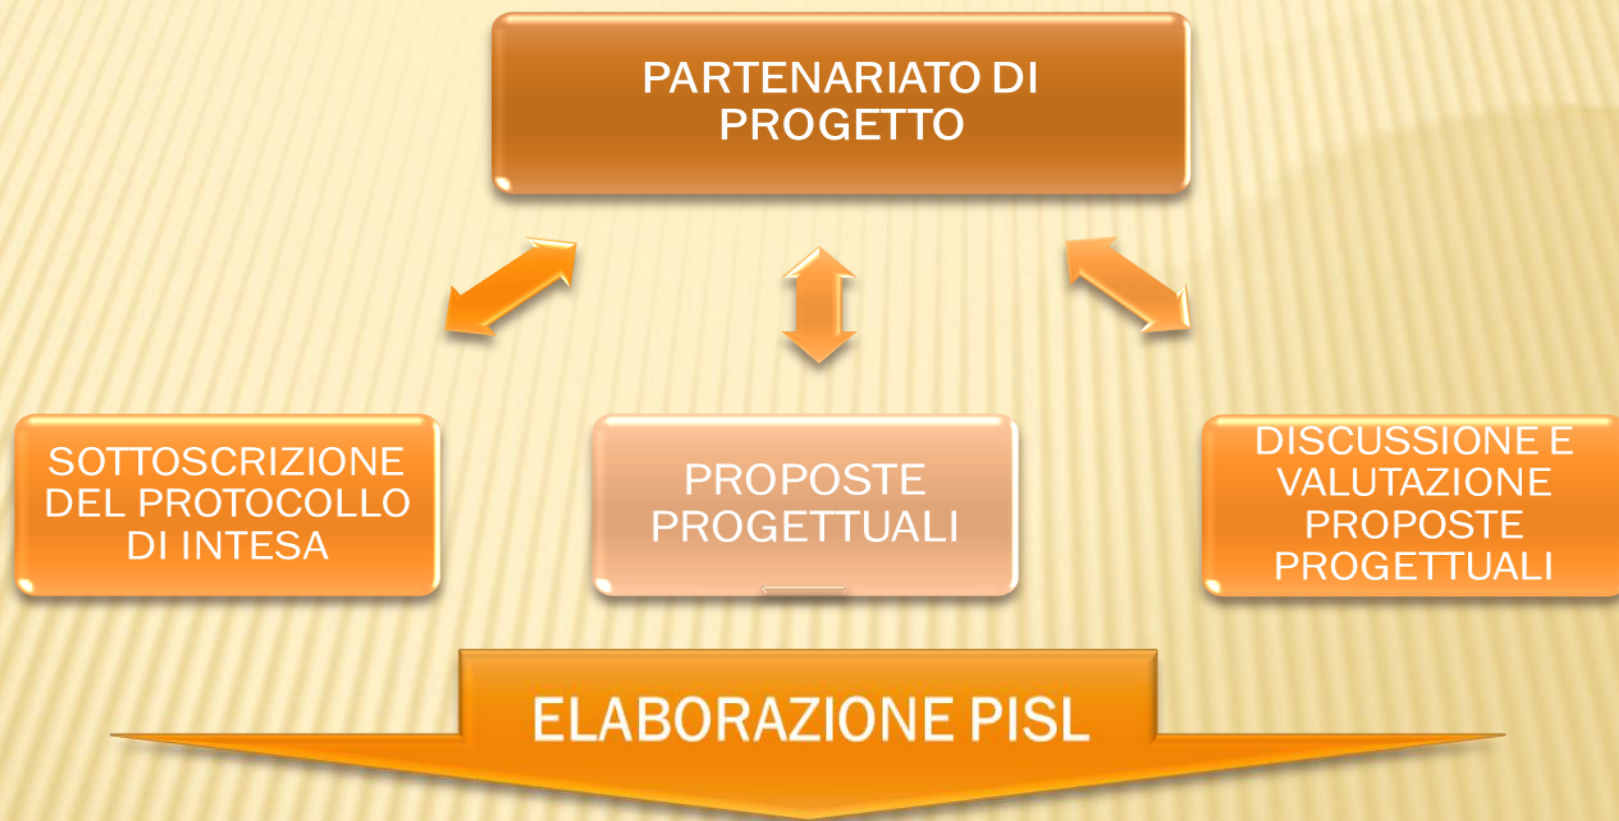 PARTENARIATO DI
PROGETTO
SOTTOSCRIZIONE
DEL PROTOCOLLO
DI INTESA
PROPOSTE
PROGETTUALI
DISCUSSIONE E
VALUTAZIONE
PROPOSTE
PROGETTUALI
ELABORAZIONE PISL